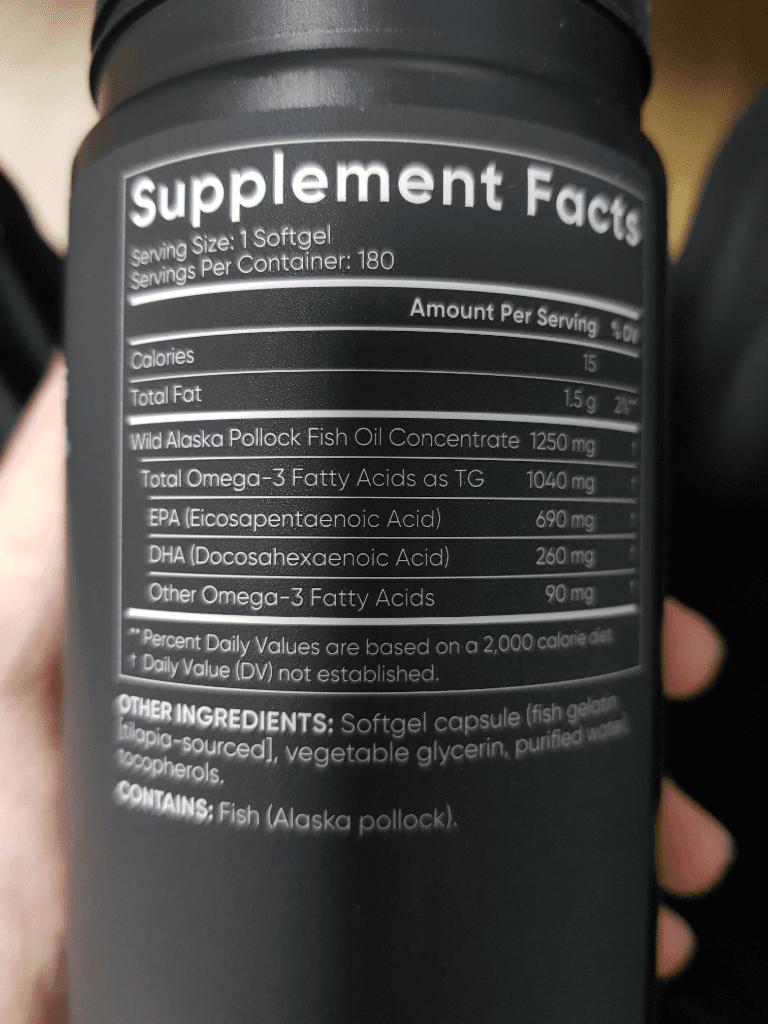 Supplement Facts
Serving Size: 1 Softgel
Servings Per Container: 180
Amount Per Serving % DV
Calories 15
Total Fat 1.5 g 2%**
Wild Alaska Pollock Fish Oil Concentrate 1250 mg †
Total Omega-3 Fatty Acids as TG 1040 mg †
EPA (Eicosapentaenoic Acid) 690 mg †
DHA (Docosahexaenoic Acid) 260 mg †
Other Omega-3 Fatty Acids 90 mg †
** Percent Daily Values are based on a 2,000 calorie diet.
† Daily Value (DV) not established.
OTHER INGREDIENTS: Softgel capsule (fish gelatin
[tilapia-sourced], vegetable glycerin, purified water),
tocopherols.
CONTAINS: Fish (Alaska pollock).